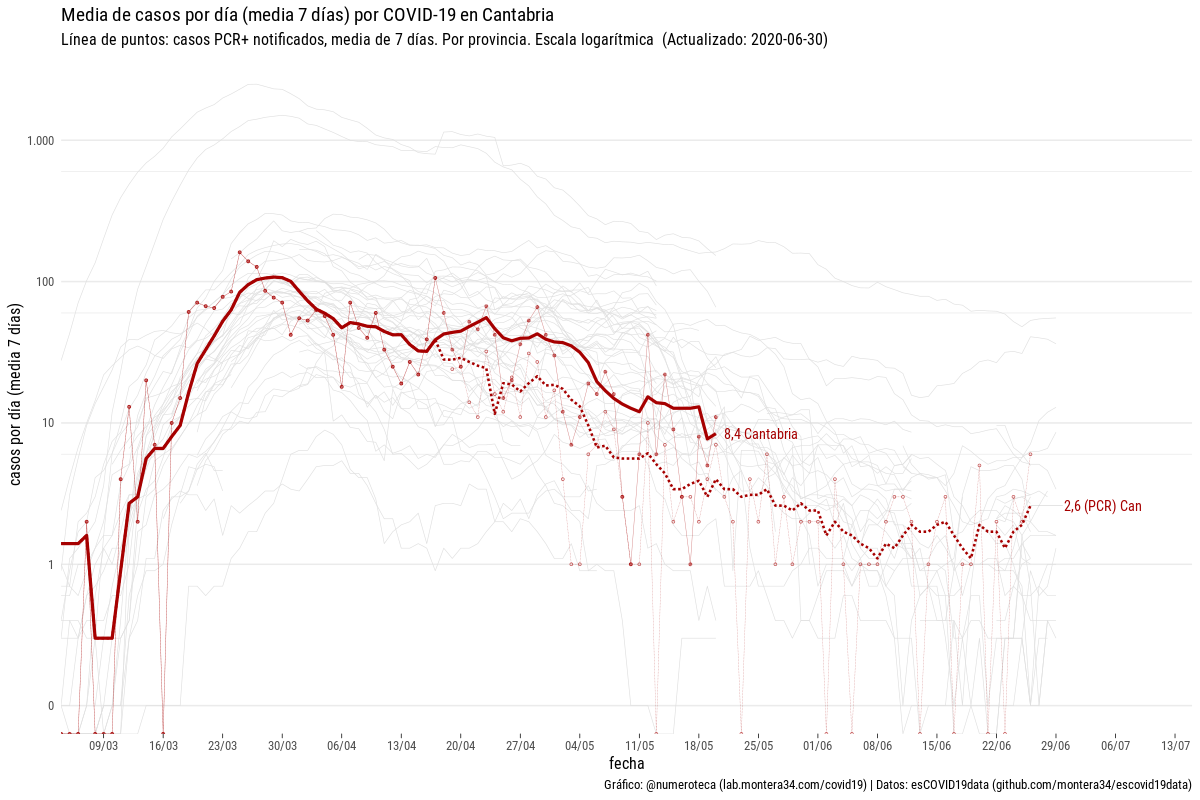 Media de casos por día (media 7 días) por COVID-19 en Cantabria
Línea de puntos: casos PCR+ notificados, media de 7 días. Por provincia. Escala logarítmica  (Actualizado: 2020-06-30)
casos por día (media 7 días)
1.000
100
10
1
0
8,4 Cantabria
2,6 (PCR) Can
09/03 16/03 23/03 30/03 06/04 13/04 20/04 27/04 04/05 11/05 18/05 25/05 01/06 08/06 15/06 22/06 29/06 06/07 13/07
fecha
Gráfico: @numeroteca (lab.montera34.com/covid19) | Datos: esCOVID19data (github.com/montera34/escovid19data)